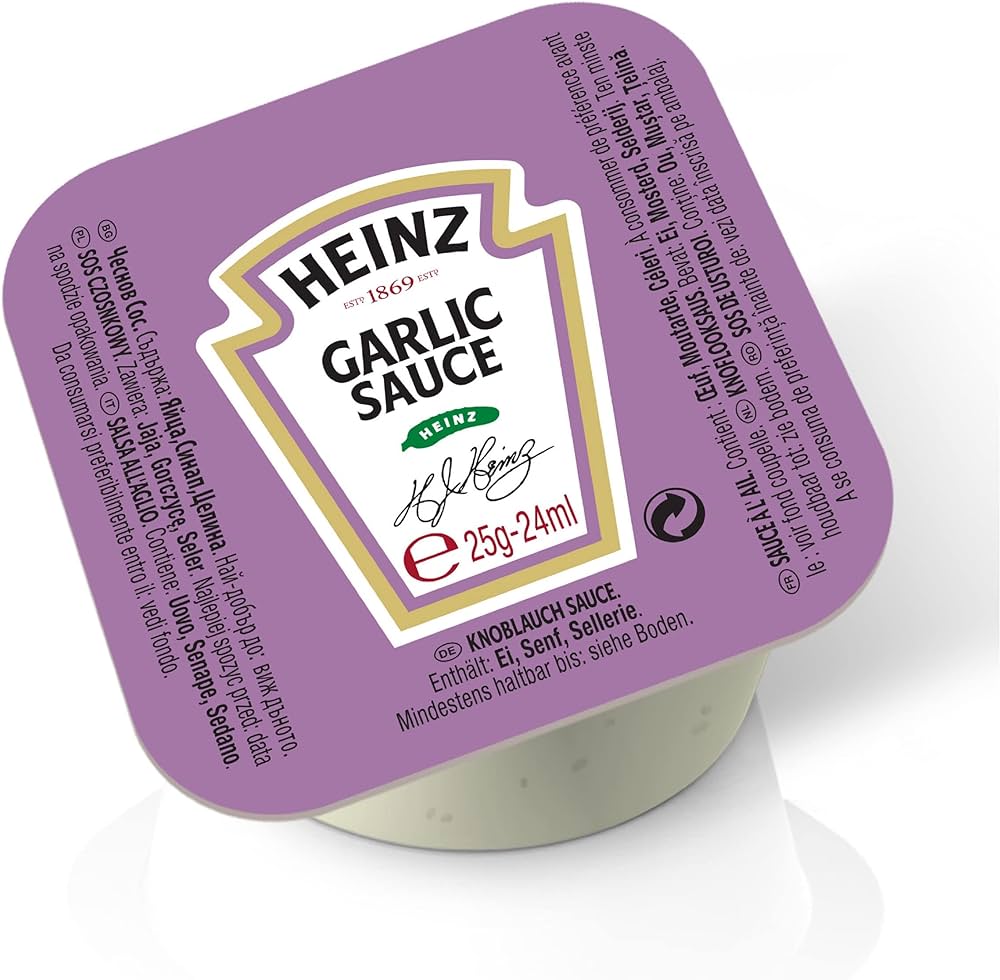 HEINZ
ESTD 1869 ESTD
GARLIC
SAUCE
HEINZ
H J Heinz
e 25g-24ml
DE KNOBLAUCH SAUCE.
Enthält: Ei, Senf, Sellerie.
Mindestens haltbar bis: siehe Boden.
BG Чеснов Сос. Съдържа: Яйца, Синап, Целина. Най-добър до: виж дъното.
PL SOS CZOSNKOWY. Zawiera: Jaja, Gorczycę, Seler. Najlepiej spożyc przed: data
na spodzie opakowania. IT SALSA ALL'AGLIO. Contiene: Uovo, Senape, Sedano.
Da consumarsi preferibilmente entro il: vedi fondo.
FR SAUCE À L'AIL. Contient: Œuf, Moutarde, Céleri. À consommer de préférence avant
le: voir fond coupelle. NL KNOFLOOKSAUS. Bevat: Ei, Mosterd, Selderij. Ten minste
houdbaar tot: zie bodem. RO SOS DE USTUROI. Conține: Ou, Mustar, Țelină.
A se consuma de preferință înainte de: vezi data înscrisă pe ambalaj.